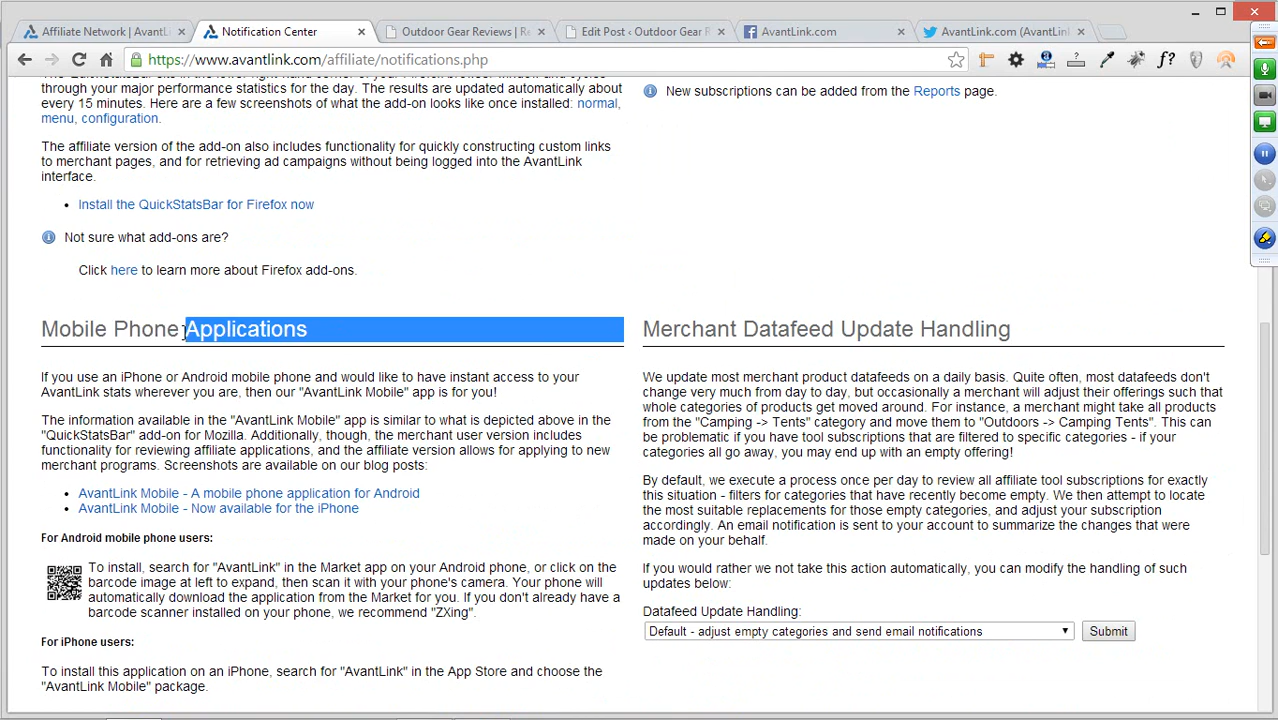 Affiliate Network | AvantL
Notification Center
Outdoor Gear Reviews | Re
Edit Post ‹ Outdoor Gear R
AvantLink.com
AvantLink.com (AvantLin
https://www.avantlink.com/affiliate/notifications.php
f?
through your major performance statistics for the day. The results are updated automatically about
every 15 minutes. Here are a few screenshots of what the add-on looks like once installed: normal,
menu, configuration.
The affiliate version of the add-on also includes functionality for quickly constructing custom links
to merchant pages, and for retrieving ad campaigns without being logged into the AvantLink
interface.
• Install the QuickStatsBar for Firefox now
Not sure what add-ons are?
Click here to learn more about Firefox add-ons.
New subscriptions can be added from the Reports page.
Mobile Phone Applications
If you use an iPhone or Android mobile phone and would like to have instant access to your
AvantLink stats wherever you are, then our "AvantLink Mobile" app is for you!
The information available in the "AvantLink Mobile" app is similar to what is depicted above in the
"QuickStatsBar" add-on for Mozilla. Additionally, though, the merchant user version includes
functionality for reviewing affiliate applications, and the affiliate version allows for applying to new
merchant programs. Screenshots are available on our blog posts:
• AvantLink Mobile - A mobile phone application for Android
• AvantLink Mobile - Now available for the iPhone
For Android mobile phone users:
To install, search for "AvantLink" in the Market app on your Android phone, or click on the
barcode image at left to expand, then scan it with your phone's camera. Your phone will
automatically download the application from the Market for you. If you don't already have a
barcode scanner installed on your phone, we recommend "ZXing".
For iPhone users:
To install this application on an iPhone, search for "AvantLink" in the App Store and choose the
"AvantLink Mobile" package.
Merchant Datafeed Update Handling
We update most merchant product datafeeds on a daily basis. Quite often, most datafeeds don't
change very much from day to day, but occasionally a merchant will adjust their offerings such that
whole categories of products get moved around. For instance, a merchant might take all products
from the "Camping -> Tents" category and move them to "Outdoors -> Camping Tents". This can
be problematic if you have tool subscriptions that are filtered to specific categories - if your
categories all go away, you may end up with an empty offering!
By default, we execute a process once per day to review all affiliate tool subscriptions for exactly
this situation - filters for categories that have recently become empty. We then attempt to locate
the most suitable replacements for those empty categories, and adjust your subscription
accordingly. An email notification is sent to your account to summarize the changes that were
made on your behalf.
If you would rather we not take this action automatically, you can modify the handling of such
updates below:
Datafeed Update Handling:
Default - adjust empty categories and send email notifications
Submit